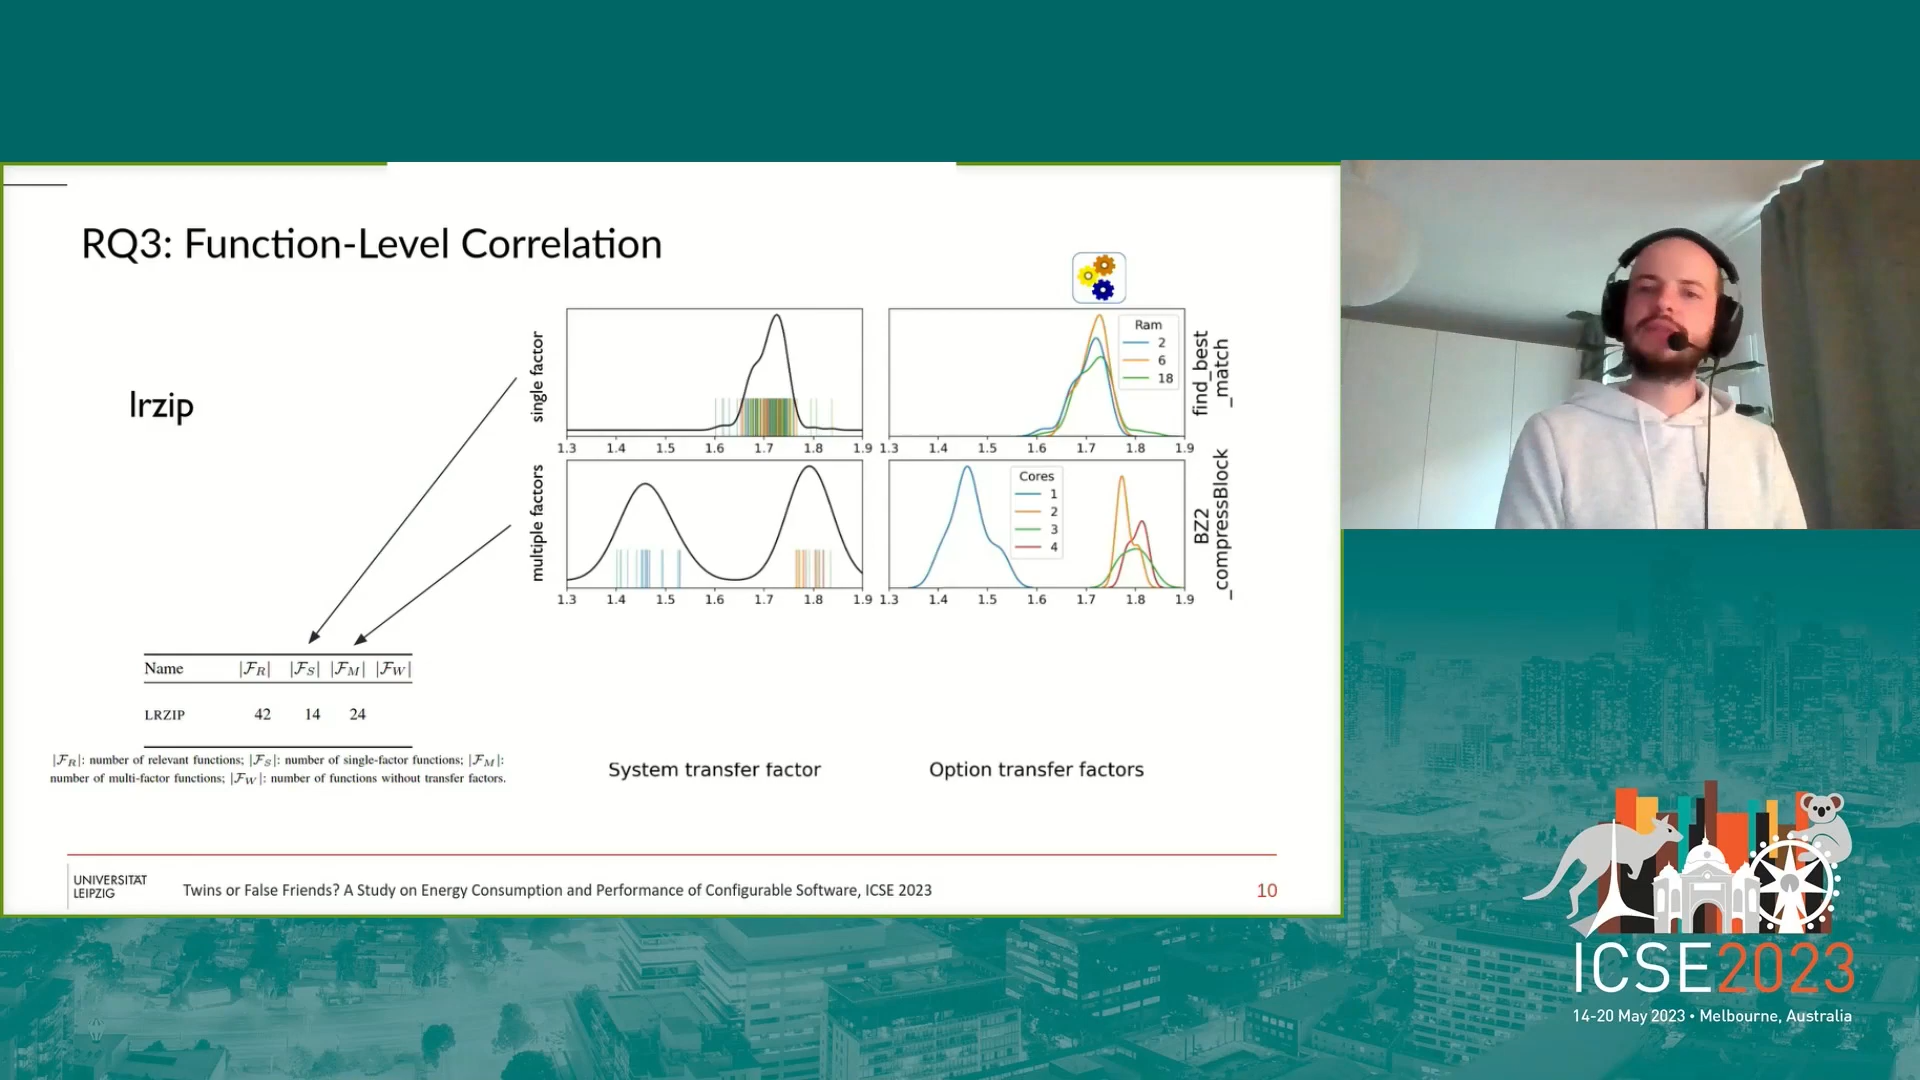 RQ3: Function-Level Correlation
lrzip
single factor
1.3 1.4 1.5 1.6 1.7 1.8 1.9
Ram
2
6
18
1.3 1.4 1.5 1.6 1.7 1.8 1.9
find_best
_match
multiple factors
1.3 1.4 1.5 1.6 1.7 1.8 1.9
Cores
1
2
3
4
1.3 1.4 1.5 1.6 1.7 1.8 1.9
BZ2
_compressBlock
Name |F_R| |F_S| |F_M| |F_W|
LRZIP 42 14 24
|F_R|: number of relevant functions; |F_S|: number of single-factor functions; |F_M|:
number of multi-factor functions; |F_W|: number of functions without transfer factors.
System transfer factor
Option transfer factors
UNIVERSITÄT
LEIPZIG
Twins or False Friends? A Study on Energy Consumption and Performance of Configurable Software, ICSE 2023
10
ICSE2023
14-20 May 2023 • Melbourne, Australia